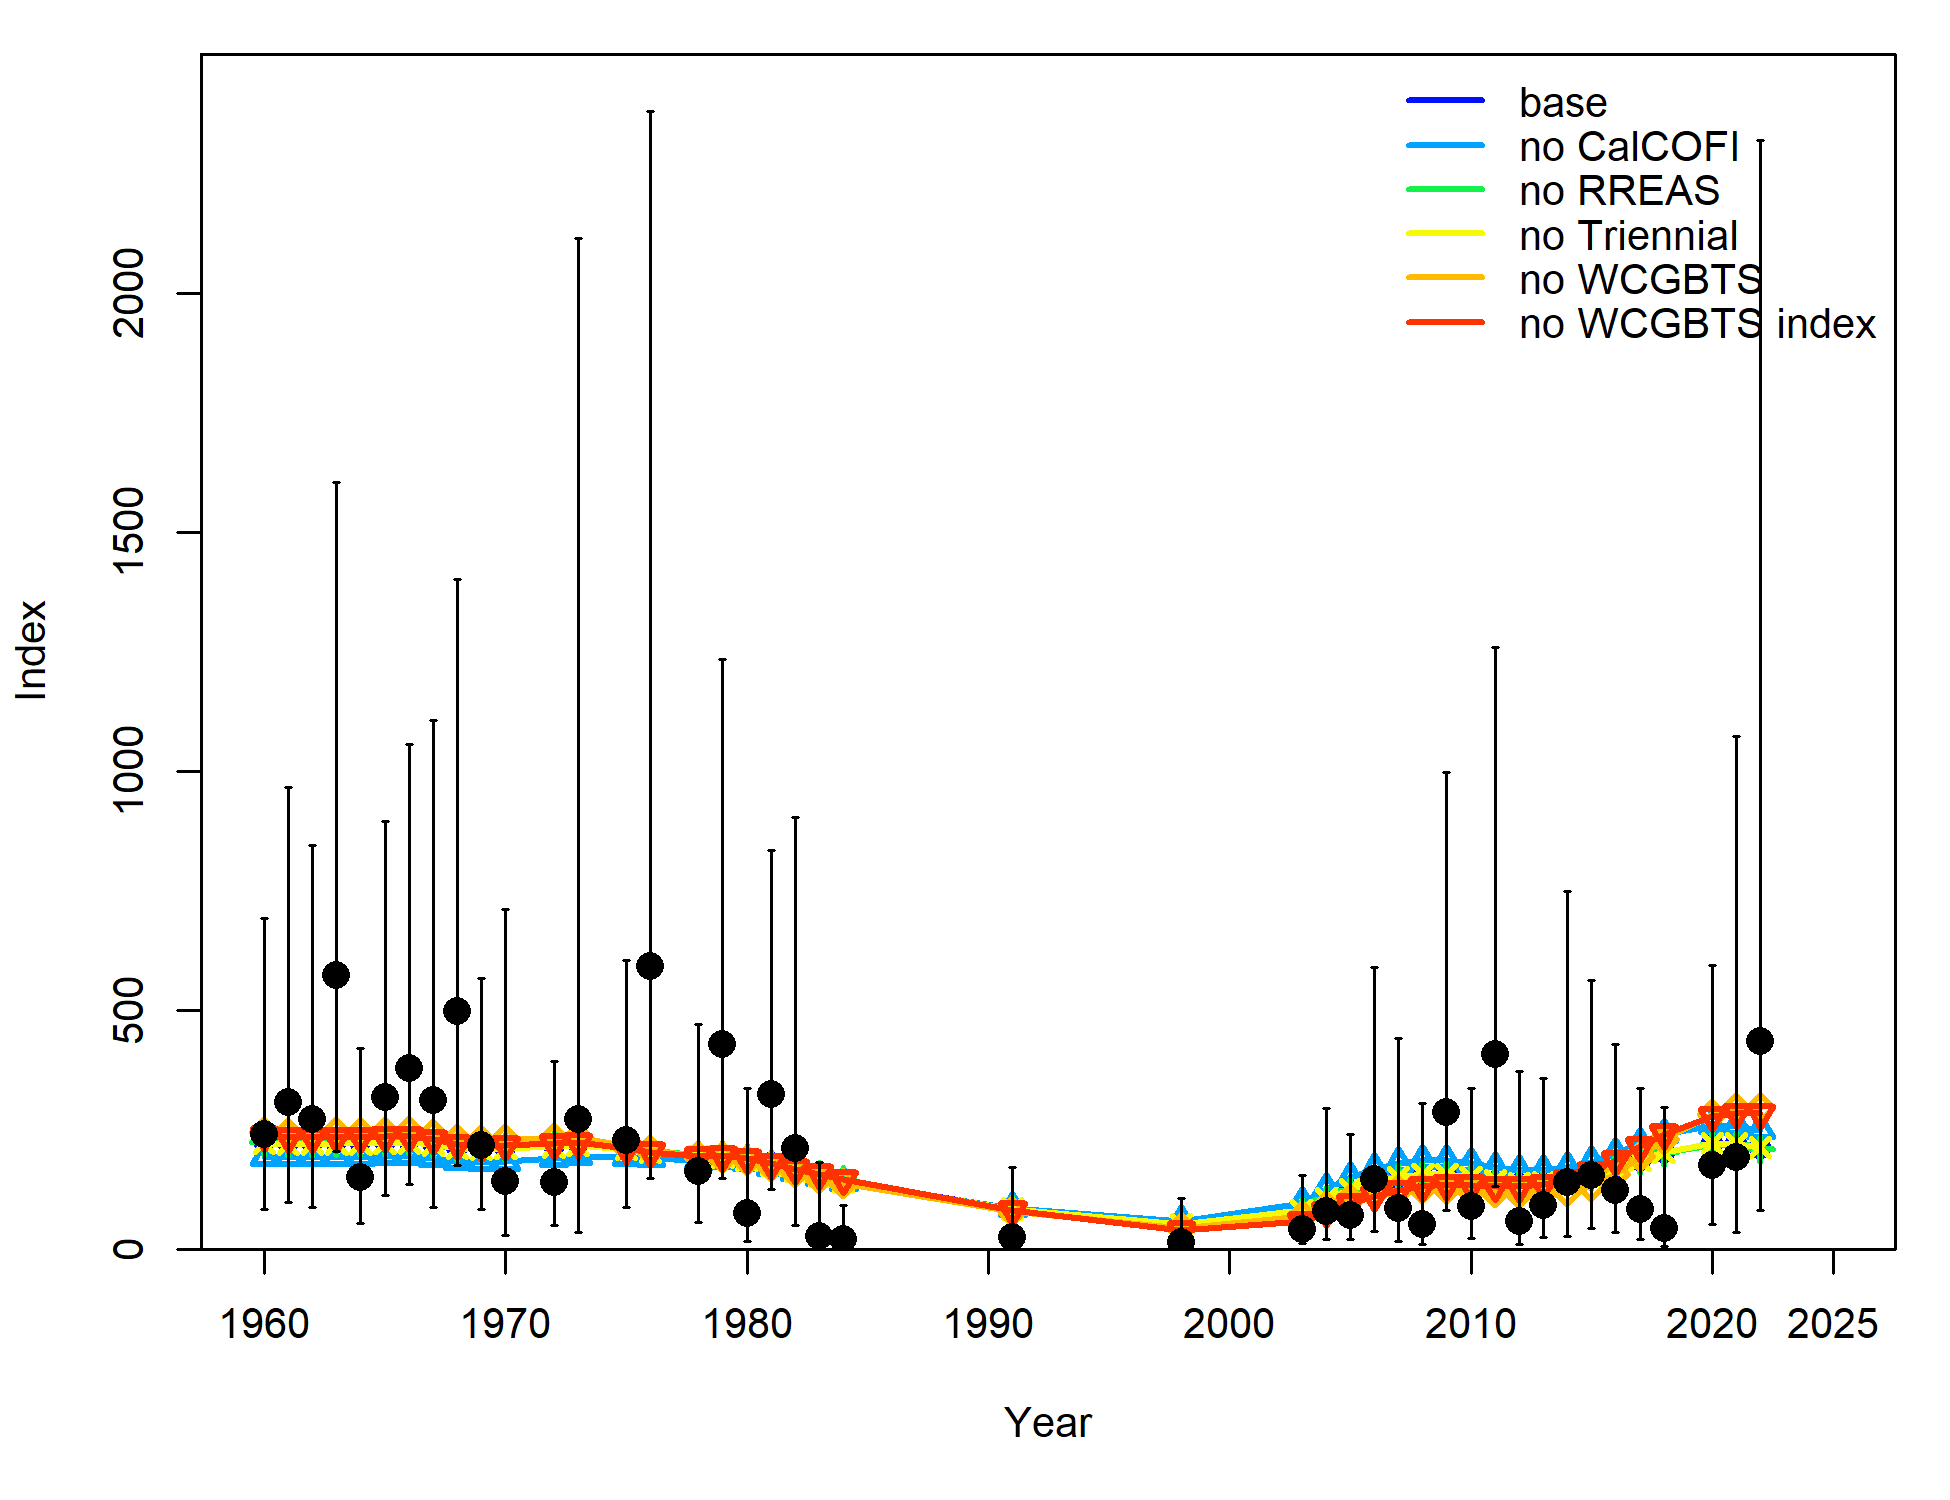 base
no CalCOFI
no RREAS
no Triennial
no WCGBTS
no WCGBTS index
2000
1500
1000
500
0
Index
1960 1970 1980 1990 2000 2010 2020 2025
Year